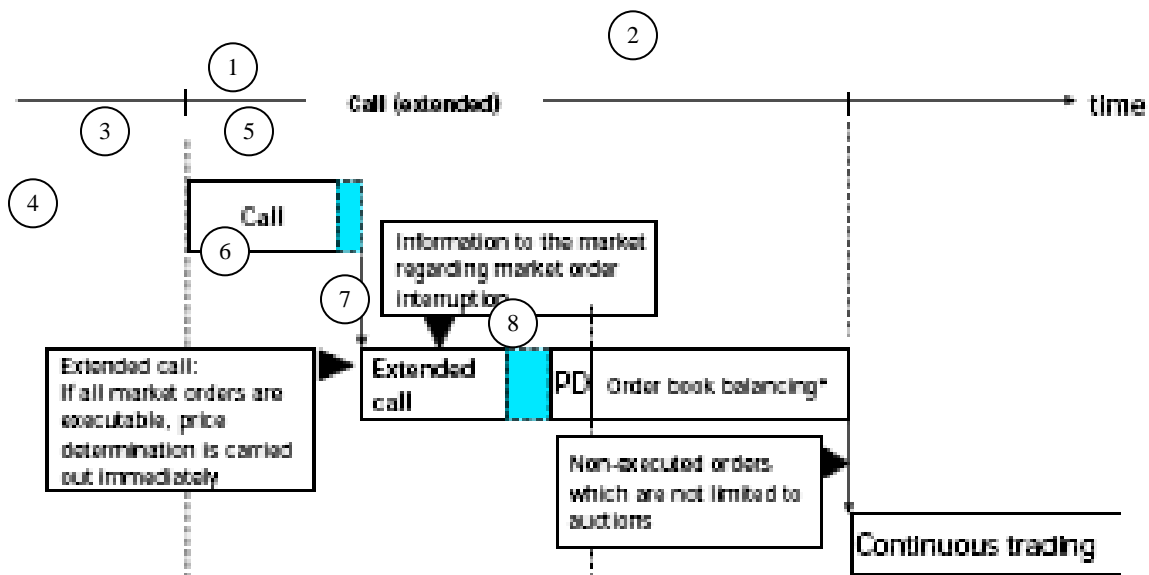 2
1
Call (extended)
time
3
5
4
Call
6
Information to the market
regarding market order
interruption
7
8
Extended call:
If all market orders are
executable, price
determination is carried
out immediately
Extended
call
PD
Order book balancing*
Non-executed orders
which are not limited to
auctions
Continuous trading